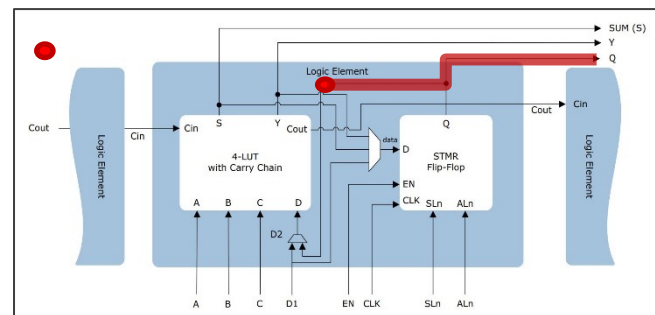 SUM (S)
Y
Q
Logic Element
S
Y
Cout
Q
Cout
Cin
Cout
Cin
Cin
Logic Element
4-LUT
with Carry Chain
data
D
STMR
Flip-Flop
EN
CLK
SLn
ALn
Logic Element
A
B
C
D
D2
A
B
C
D1
EN
CLK
SLn
ALn